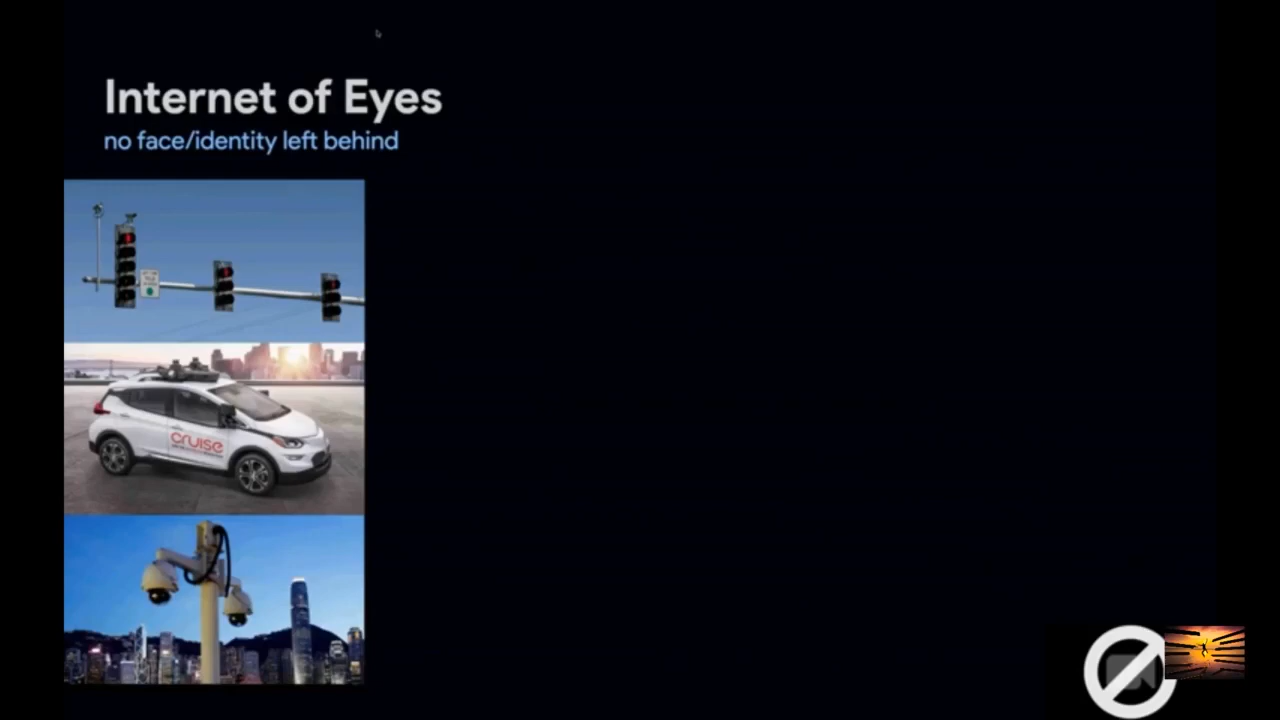 Internet of Eyes
no face/identity left behind
cruise